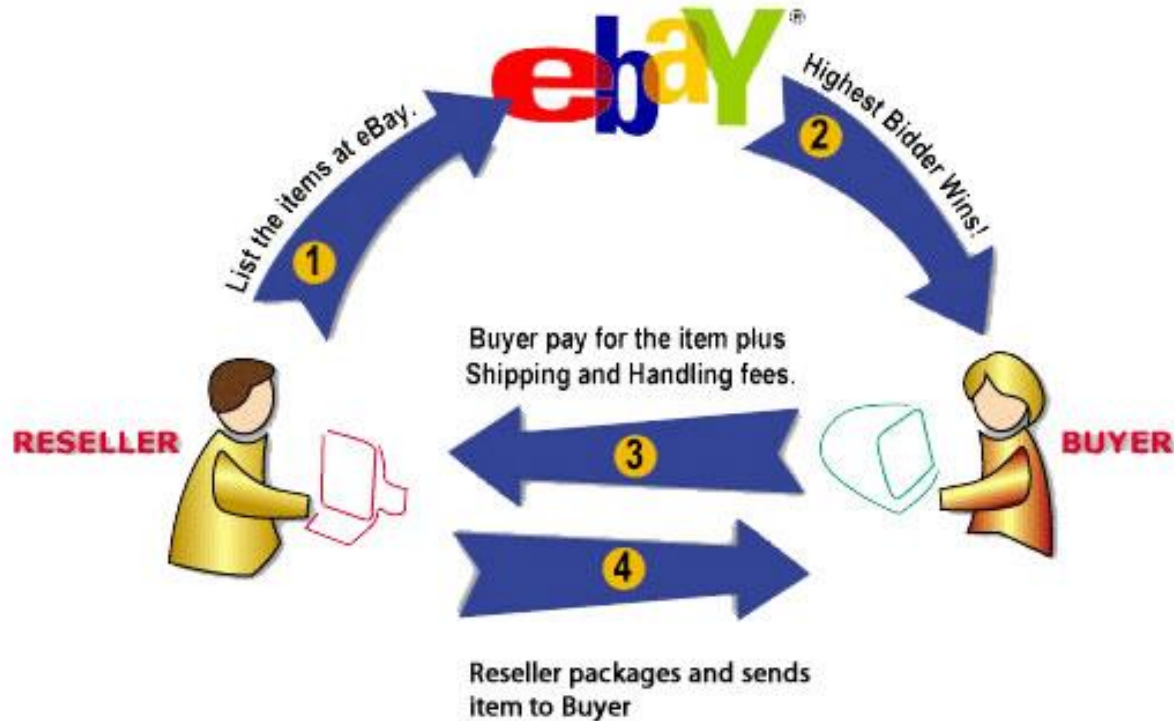 ebaY®
List the items at eBay.
1
2
Highest Bidder Wins!
Buyer pay for the item plus
Shipping and Handling fees.
RESELLER
3
BUYER
4
Reseller packages and sends
item to Buyer